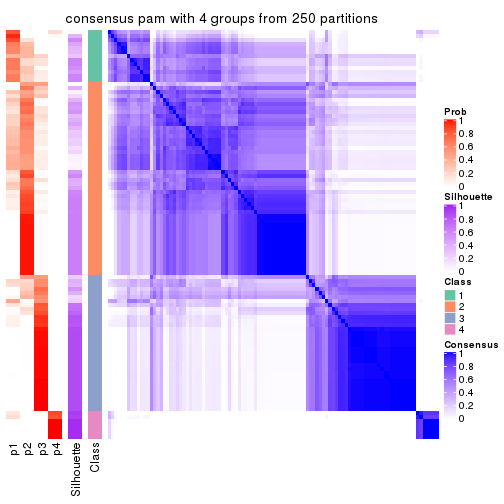 consensus pam with 4 groups from 250 partitions
Prob
1
0.8
0.6
0.4
0.2
0
Silhouette
1
0.8
0.6
0.4
0.2
0
Class
1
2
3
4
Consensus
1
0.8
0.6
0.4
0.2
0
p1
p2
p3
p4
Silhouette
Class